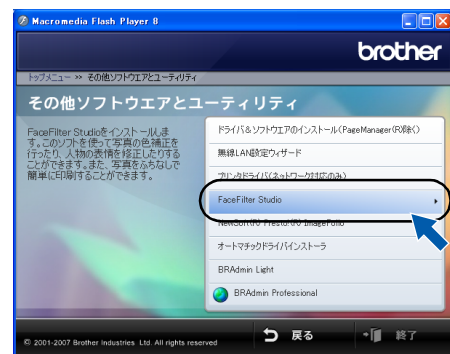 Macromedia Flash Player 8
brother
トップメニュー >> その他ソフトウエアとユーティリティ
その他ソフトウエアとユーティリティ
FaceFilter Studioをインストールしま
す。このソフトを使って写真の色補正を
行ったり、人物の表情を修正したりする
ことができます。また、写真をふちなしで
簡単に印刷することができます。
ドライバ&ソフトウエアのインストール(PageManager(R)除く)
無線LAN設定ウィザード
プリンタドライバ(ネットワーク対応のみ)
FaceFilter Studio
NewSoft(R) Presto!(R) ImageFolio
オートマチックドライバインストーラ
BRAdmin Light
BRAdmin Professional
© 2001-2007 Brother Industries Ltd. All rights reserved
戻る
終了